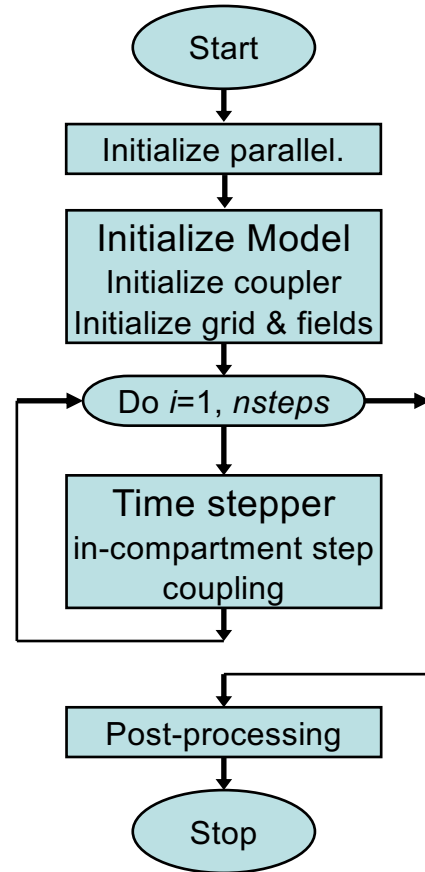 Start
Initialize parallel.
Initialize Model
Initialize coupler
Initialize grid & fields
Do i=1, nsteps
Time stepper
in-compartment step
coupling
Post-processing
Stop